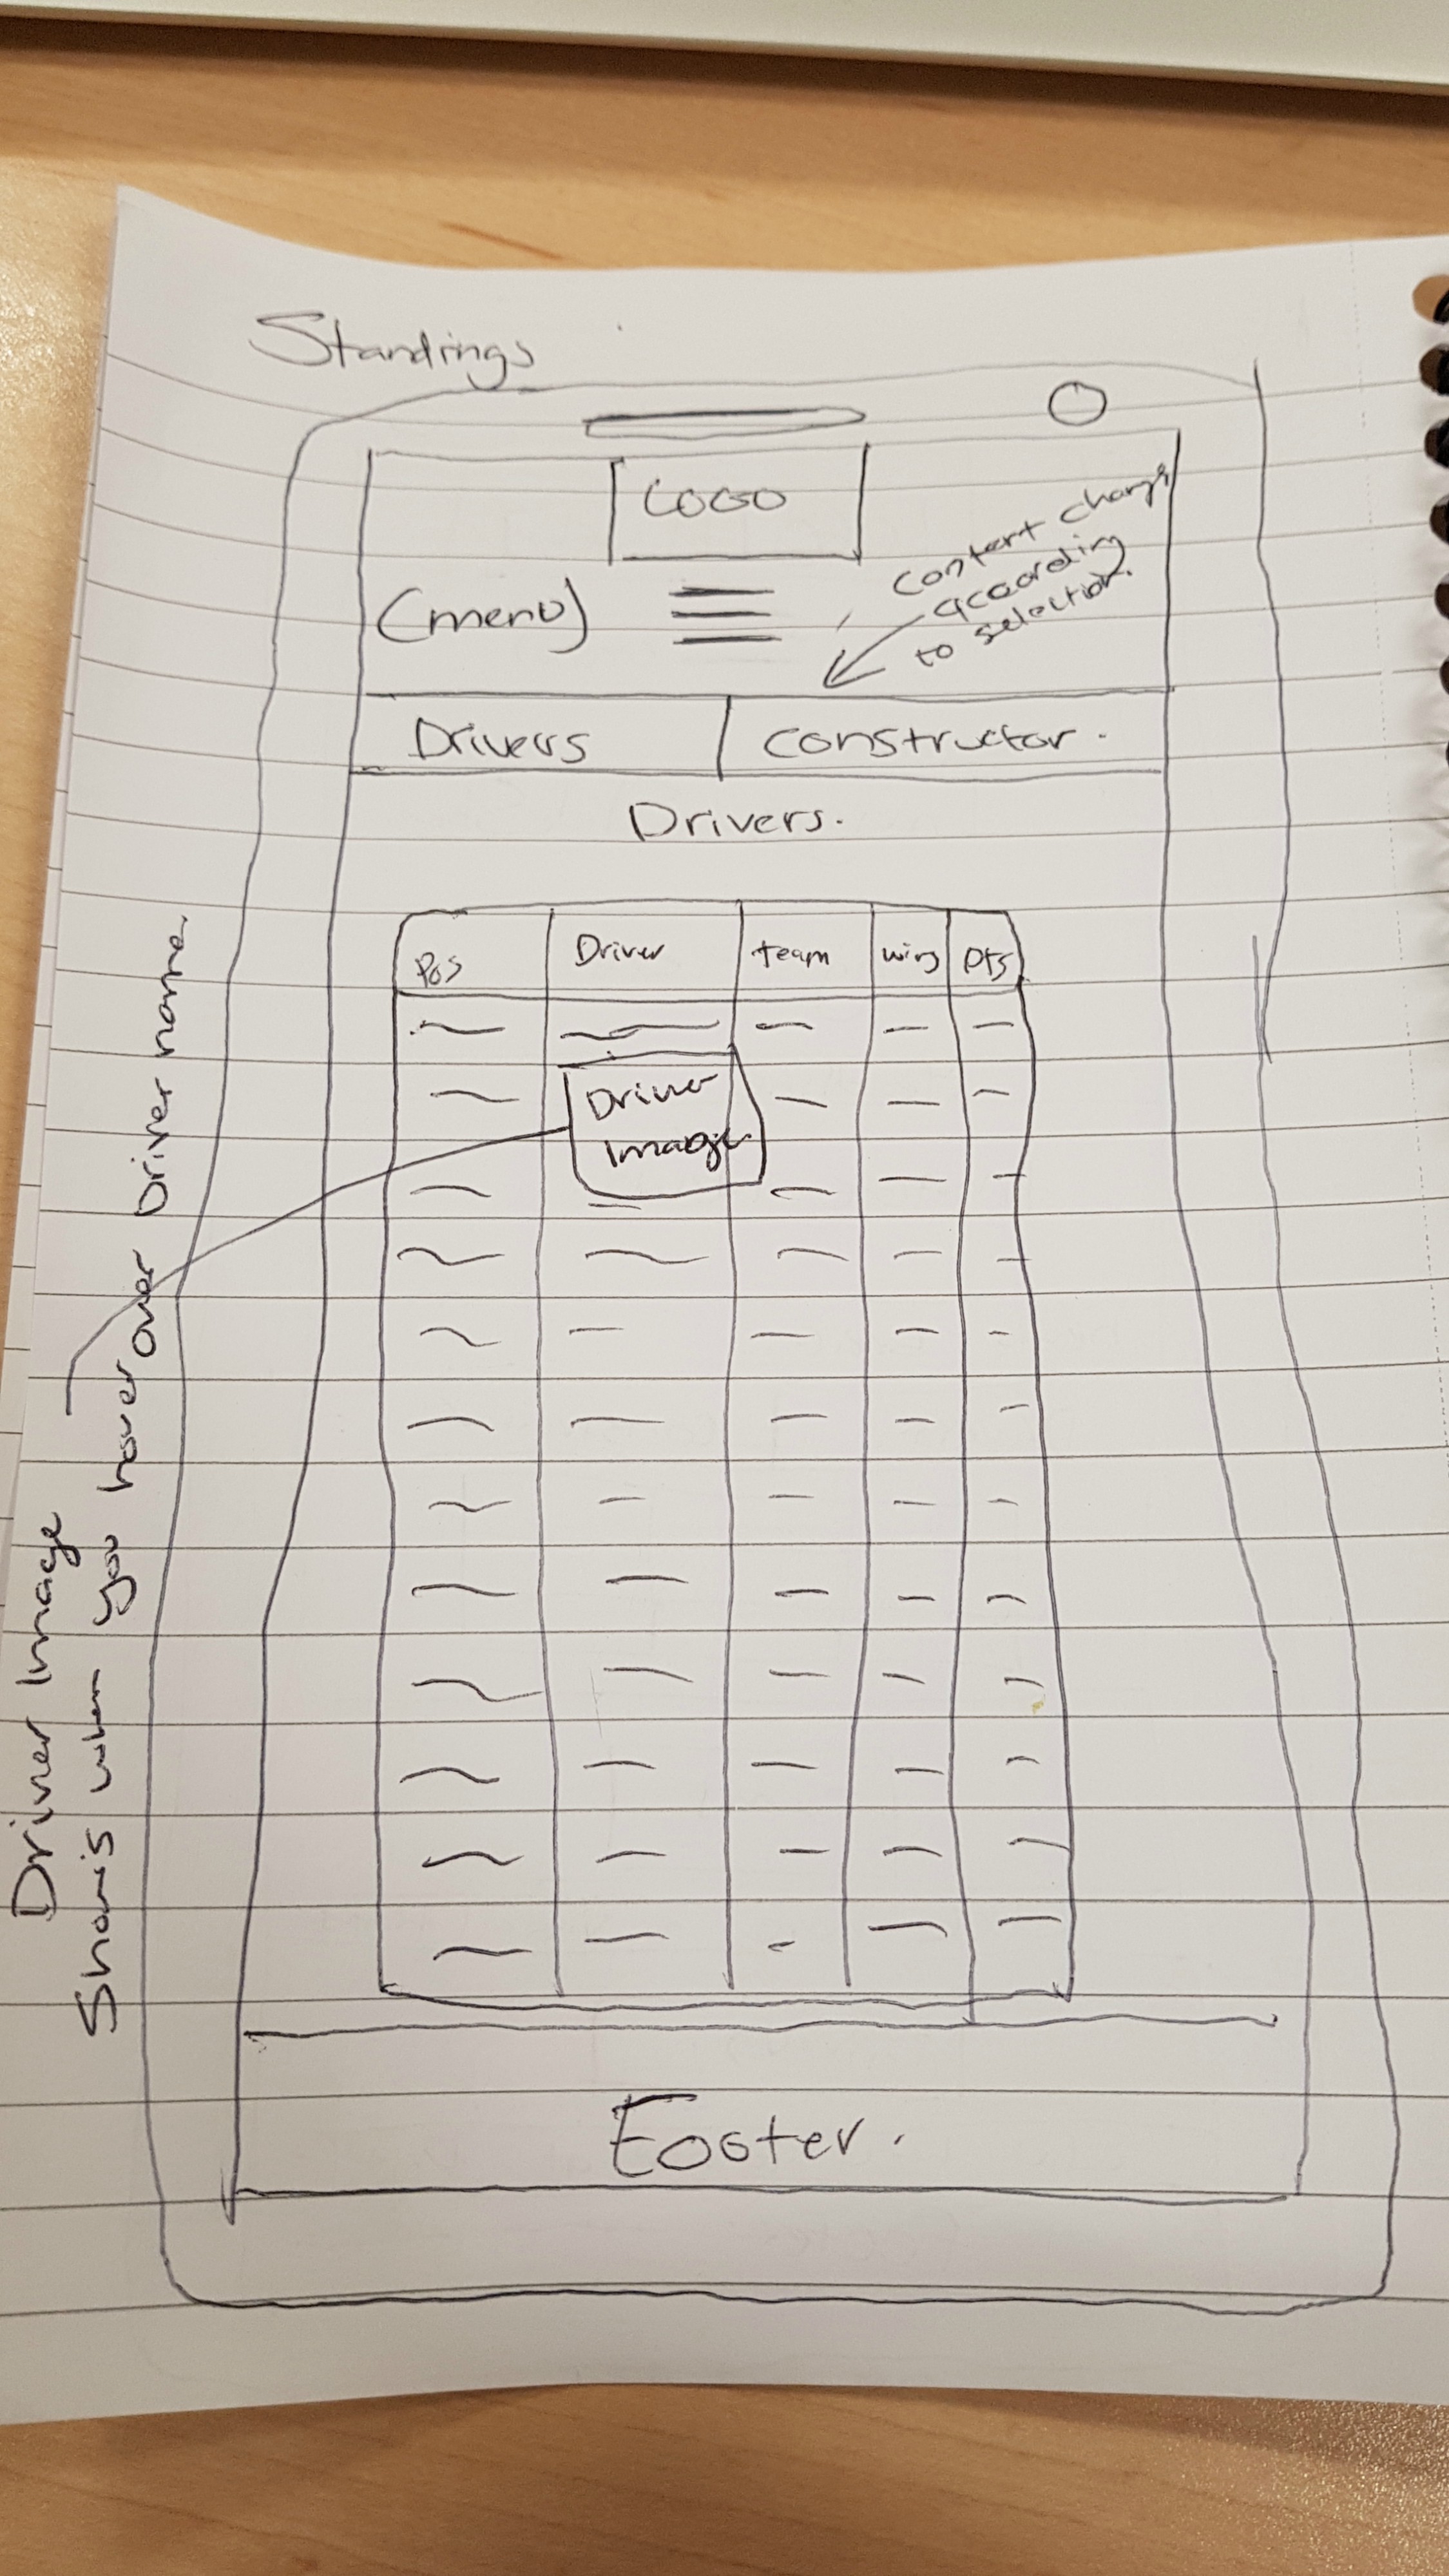 Standings
LOGO
(menu)
Content change
according
to selection.
Drivers
constructor.
Drivers.
Pos
Driver
team
wins
Pts
Driver
Image
Driver Image
Shows when you hover over Driver name
Footer.